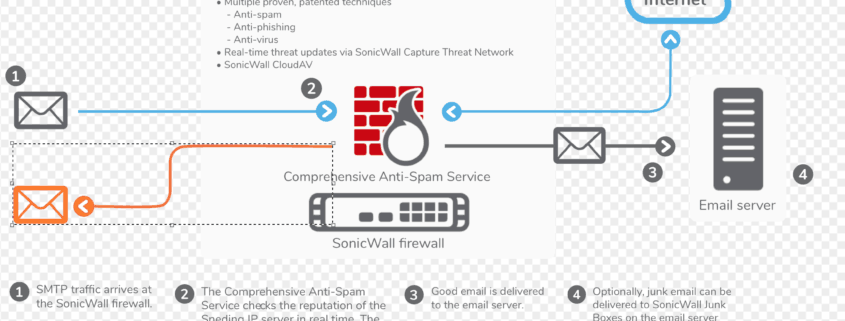 • Multiple proven, patented techniques
- Anti-spam
- Anti-phishing
- Anti-virus
• Real-time threat updates via SonicWall Capture Threat Network
• SonicWall CloudAV
Internet
1
2
Comprehensive Anti-Spam Service
3
4
Email server
SonicWall firewall
1 SMTP traffic arrives at
the SonicWall firewall.
2 The Comprehensive Anti-Spam
Service checks the reputation of the
Sneding IP server in real time. The
3 Good email is delivered
to the email server.
4 Optionally, junk email can be
delivered to SonicWall Junk
Boxes on the email server